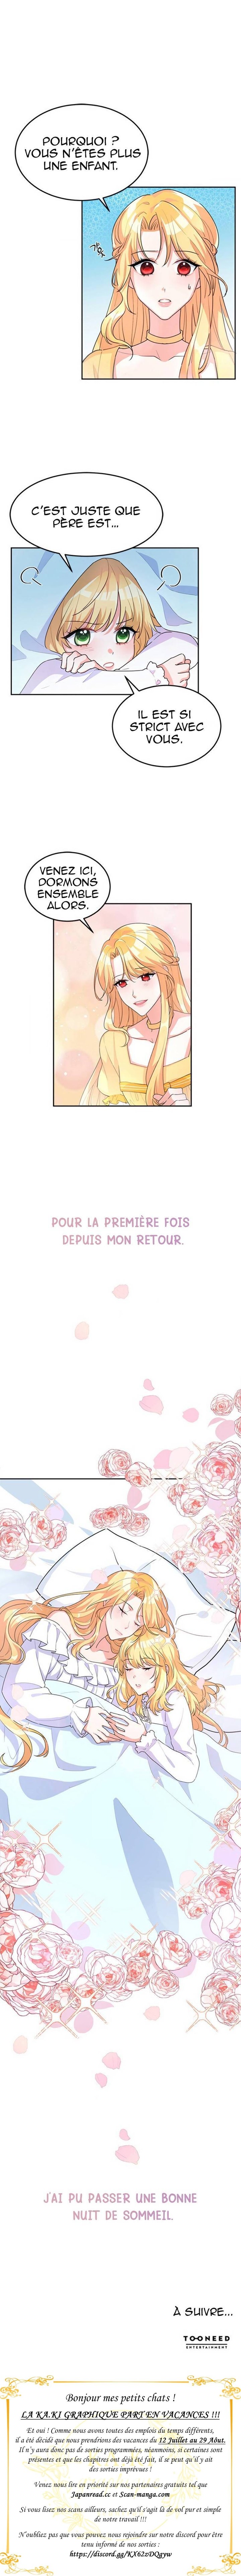 POURQUOI ?
VOUS N'ÊTES PLUS
UNE ENFANT.
C'EST JUSTE QUE
PÈRE EST...
IL EST SI
STRICT AVEC
VOUS.
VENEZ ICI,
DORMONS
ENSEMBLE
ALORS.
POUR LA PREMIÈRE FOIS
DEPUIS MON RETOUR.
J'AI PU PASSER UNE BONNE
NUIT DE SOMMEIL.
À SUIVRE...
TOONEED
ENTERTAINMENT
Bonjour mes petits chats !
LA KA.KI GRAPHIQUE PART EN VACANCES !!!
Et oui ! Comme nous avons toutes des emplois du temps différents,
il a été décidé que nous prendrions des vacances du 12 Juillet au 29 Août.
Il n'y aura donc pas de sorties programmées, néanmoins, si certaines sont
présentes et que les chapitres ont déjà été fait, il se peut qu'il y ait
des sorties imprévues !
Venez nous lire en priorité sur nos partenaires gratuits tel que
Japanread.cc et Scan-manga.com
Si vous lisez nos scans ailleurs, sachez qu'il s'agit là de vol pur et simple
de notre travail !!!
N'oubliez pas que vous pouvez nous rejoindre sur notre discord pour être
tenu informé de nos sorties :